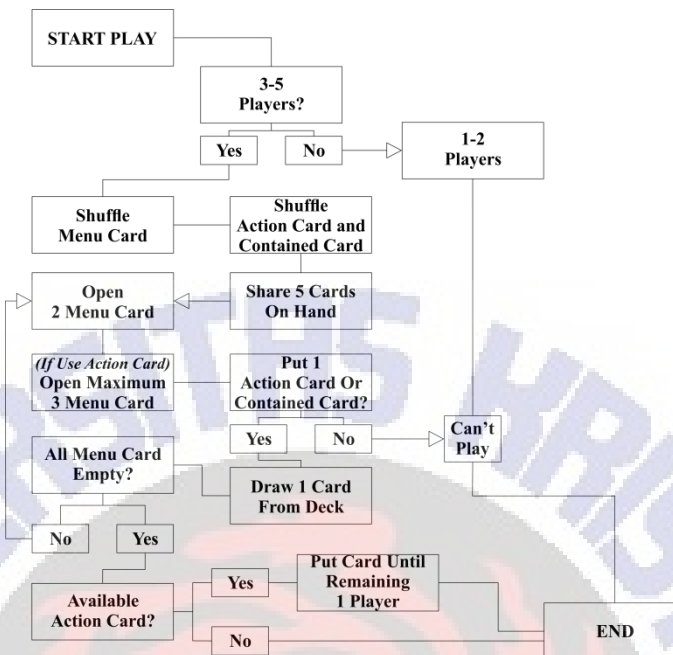 START PLAY
3-5
Players?
Yes
No
1-2
Players
Shuffle
Menu Card
Shuffle
Action Card and
Contained Card
Open
2 Menu Card
Share 5 Cards
On Hand
(If Use Action Card)
Open Maximum
3 Menu Card
Put 1
Action Card Or
Contained Card?
Yes
No
Can't
Play
All Menu Card
Empty?
Draw 1 Card
From Deck
No
Yes
Available
Action Card?
Yes
Put Card Until
Remaining
1 Player
No
END